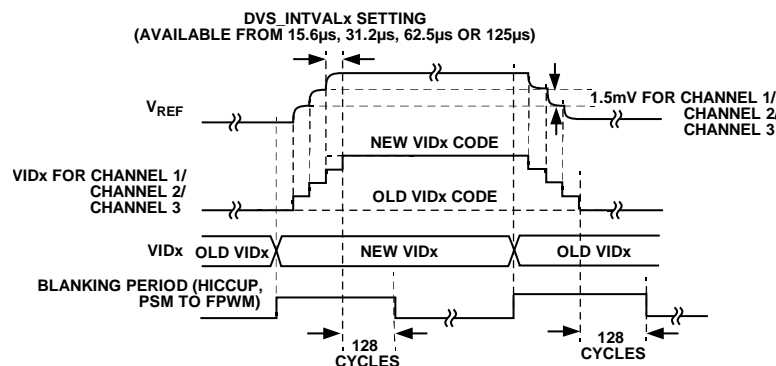 DVS_INTVALx SETTING
(AVAILABLE FROM 15.6µs, 31.2µs, 62.5µs OR 125µs)
VREF
1.5mV FOR CHANNEL 1/
CHANNEL 2/
CHANNEL 3
NEW VIDx CODE
VIDx FOR CHANNEL 1/
CHANNEL 2/
CHANNEL 3
OLD VIDx CODE
VIDx
OLD VIDx
NEW VIDx
OLD VIDx
BLANKING PERIOD (HICCUP,
PSM TO FPWM)
128
CYCLES
128
CYCLES